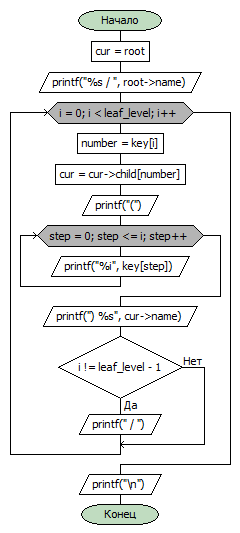 Начало
cur = root
printf("%s / ", root->name)
i = 0; i < leaf_level; i++
number = key[i]
cur = cur->child[number]
printf("(")
step = 0; step <= i; step++
printf("%i", key[step])
printf(") %s", cur->name)
i != leaf_level - 1
Нет
Да
printf(" / ")
printf("\n")
Конец